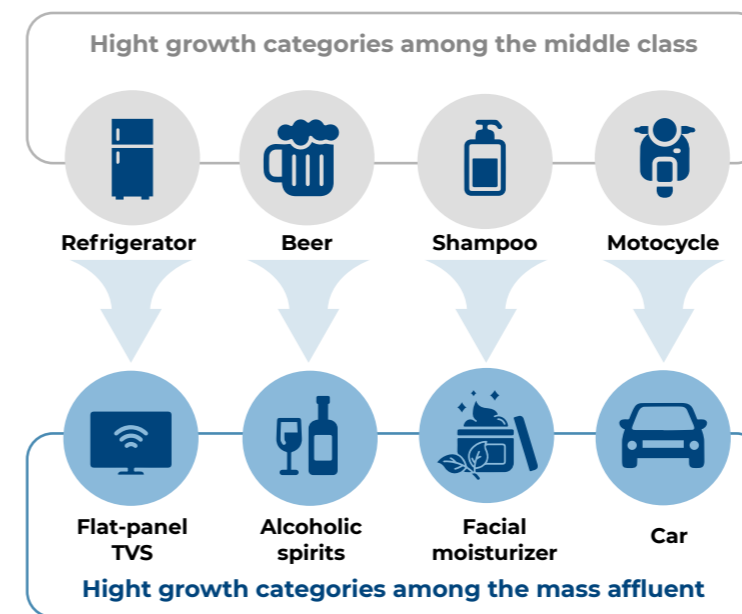 Hight growth categories among the middle class
Refrigerator
Beer
Shampoo
Motocycle
Flat-panel
TVS
Alcoholic
spirits
Facial
moisturizer
Car
Hight growth categories among the mass affluent